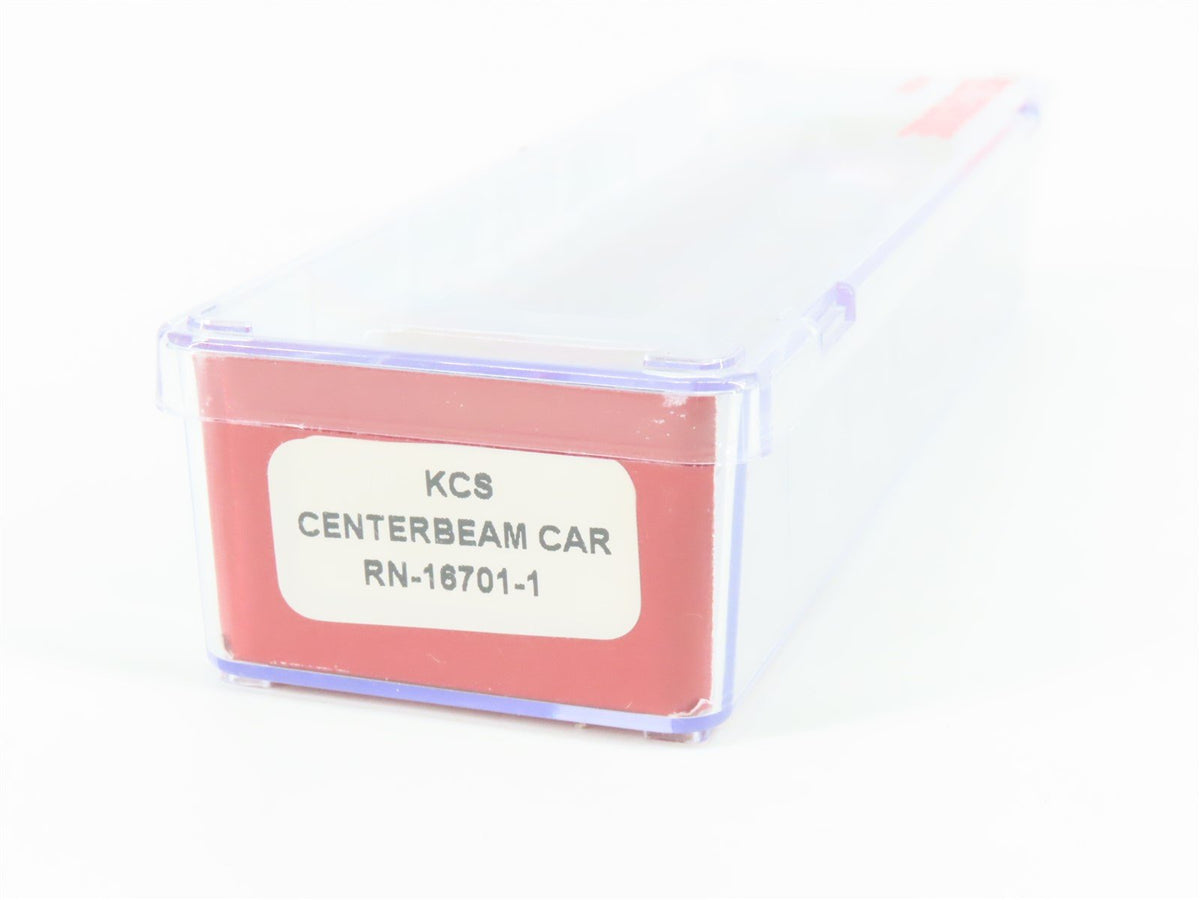 KCS
CENTERBEAM CAR
RN-16701-1